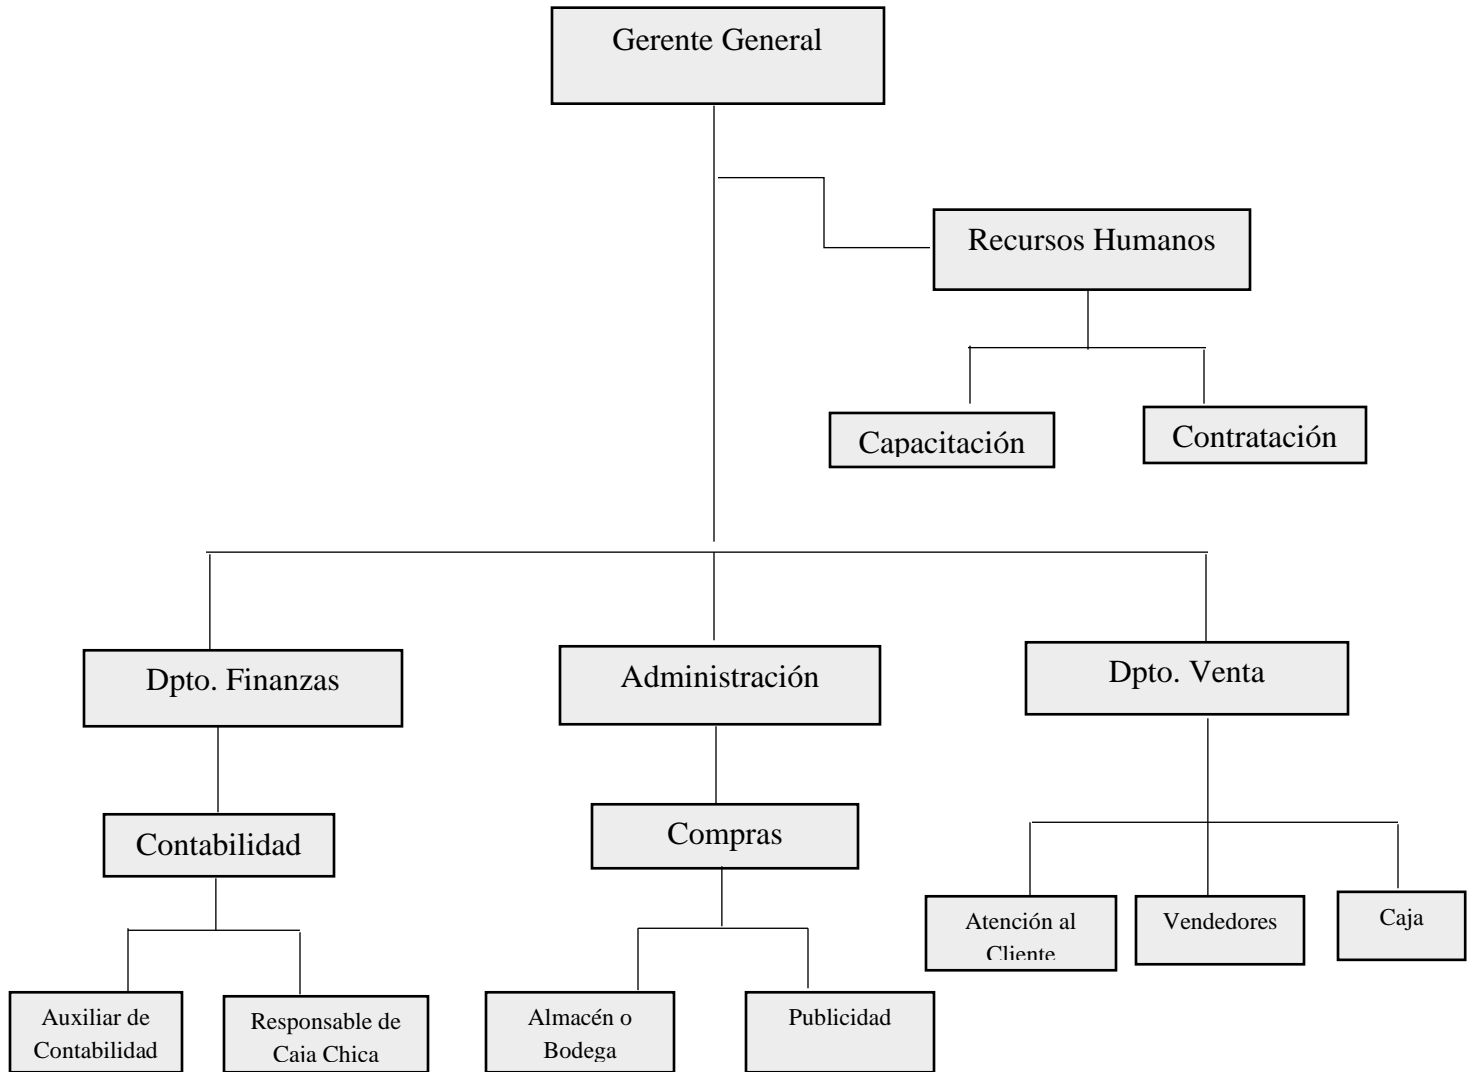 Gerente General
Recursos Humanos
Capacitación
Contratación
Dpto. Finanzas
Administración
Dpto. Venta
Contabilidad
Compras
Atención al
Cliente
Vendedores
Caja
Auxiliar de
Contabilidad
Responsable de
Caja Chica
Almacén o
Bodega
Publicidad